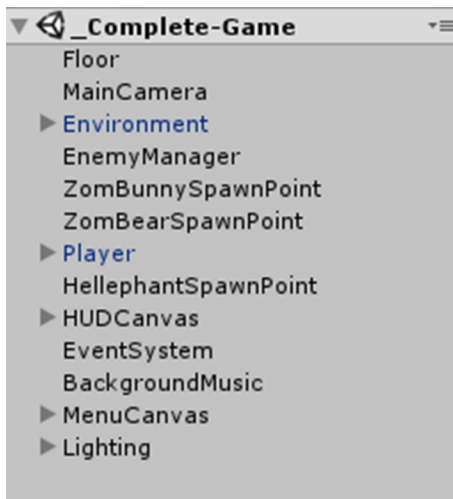 _Complete-Game
Floor
MainCamera
Environment
EnemyManager
ZomBunnySpawnPoint
ZomBearSpawnPoint
Player
HellephantSpawnPoint
HUDCanvas
EventSystem
BackgroundMusic
MenuCanvas
Lighting